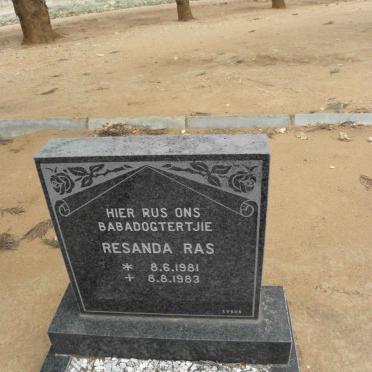 HIER RUS ONS
BABADOGTERTJIE
RESANDA RAS
* 8.6.1981
+ 8.8.1983